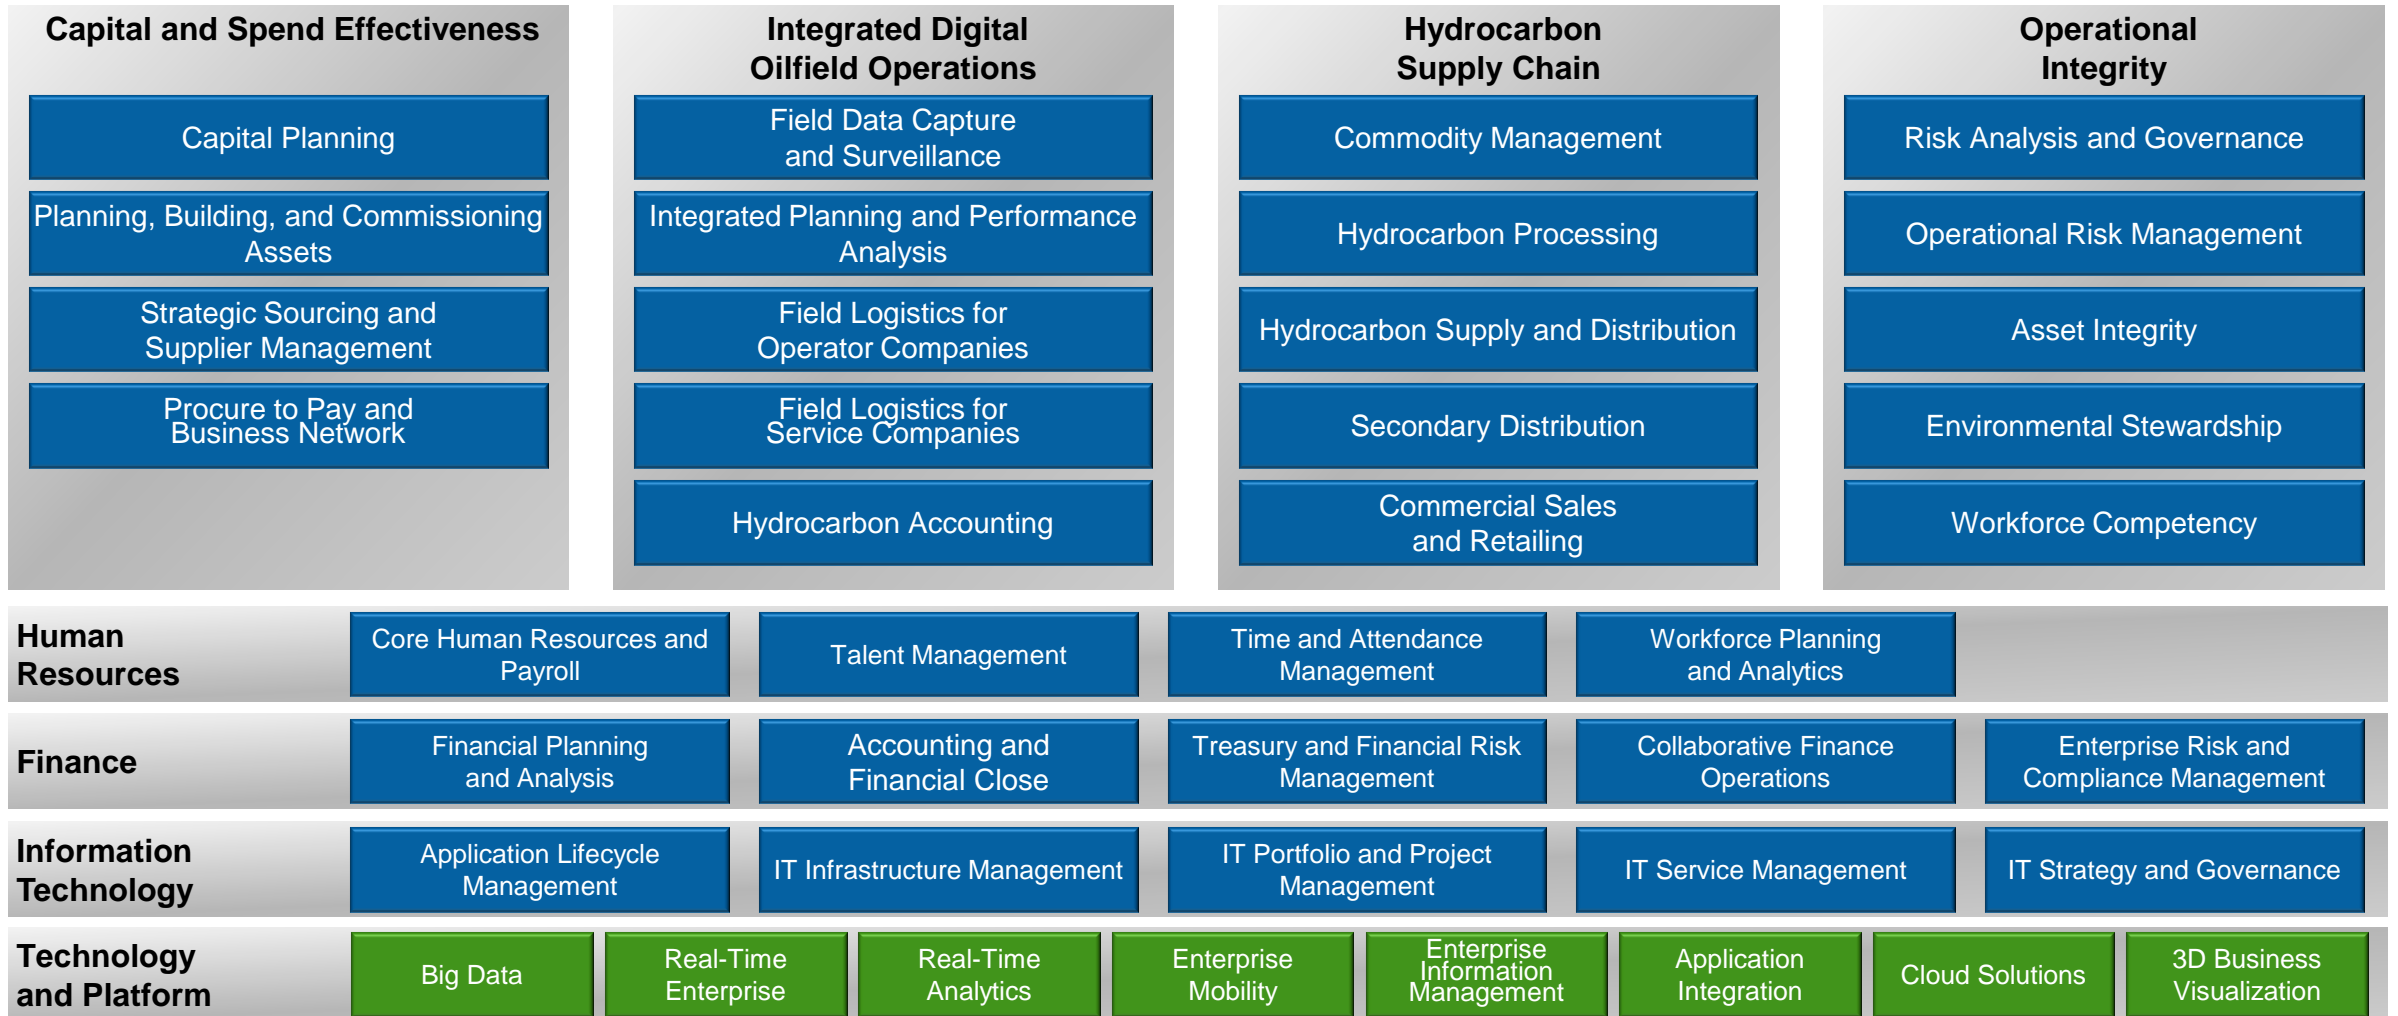 Capital and Spend Effectiveness
Capital Planning
Planning, Building, and Commissioning
Assets
Strategic Sourcing and
Supplier Management
Procure to Pay and
Business Network
Integrated Digital
Oilfield Operations
Field Data Capture
and Surveillance
Integrated Planning and Performance
Analysis
Field Logistics for
Operator Companies
Field Logistics for
Service Companies
Hydrocarbon Accounting
Hydrocarbon
Supply Chain
Commodity Management
Hydrocarbon Processing
Hydrocarbon Supply and Distribution
Secondary Distribution
Commercial Sales
and Retailing
Operational
Integrity
Risk Analysis and Governance
Operational Risk Management
Asset Integrity
Environmental Stewardship
Workforce Competency
Human
Resources
Core Human Resources and
Payroll
Talent Management
Time and Attendance
Management
Workforce Planning
and Analytics
Finance
Financial Planning
and Analysis
Accounting and
Financial Close
Treasury and Financial Risk
Management
Collaborative Finance
Operations
Enterprise Risk and
Compliance Management
Information
Technology
Application Lifecycle
Management
IT Infrastructure Management
IT Portfolio and Project
Management
IT Service Management
IT Strategy and Governance
Technology
and Platform
Big Data
Real-Time
Enterprise
Real-Time
Analytics
Enterprise
Mobility
Enterprise
Information
Management
Application
Integration
Cloud Solutions
3D Business
Visualization